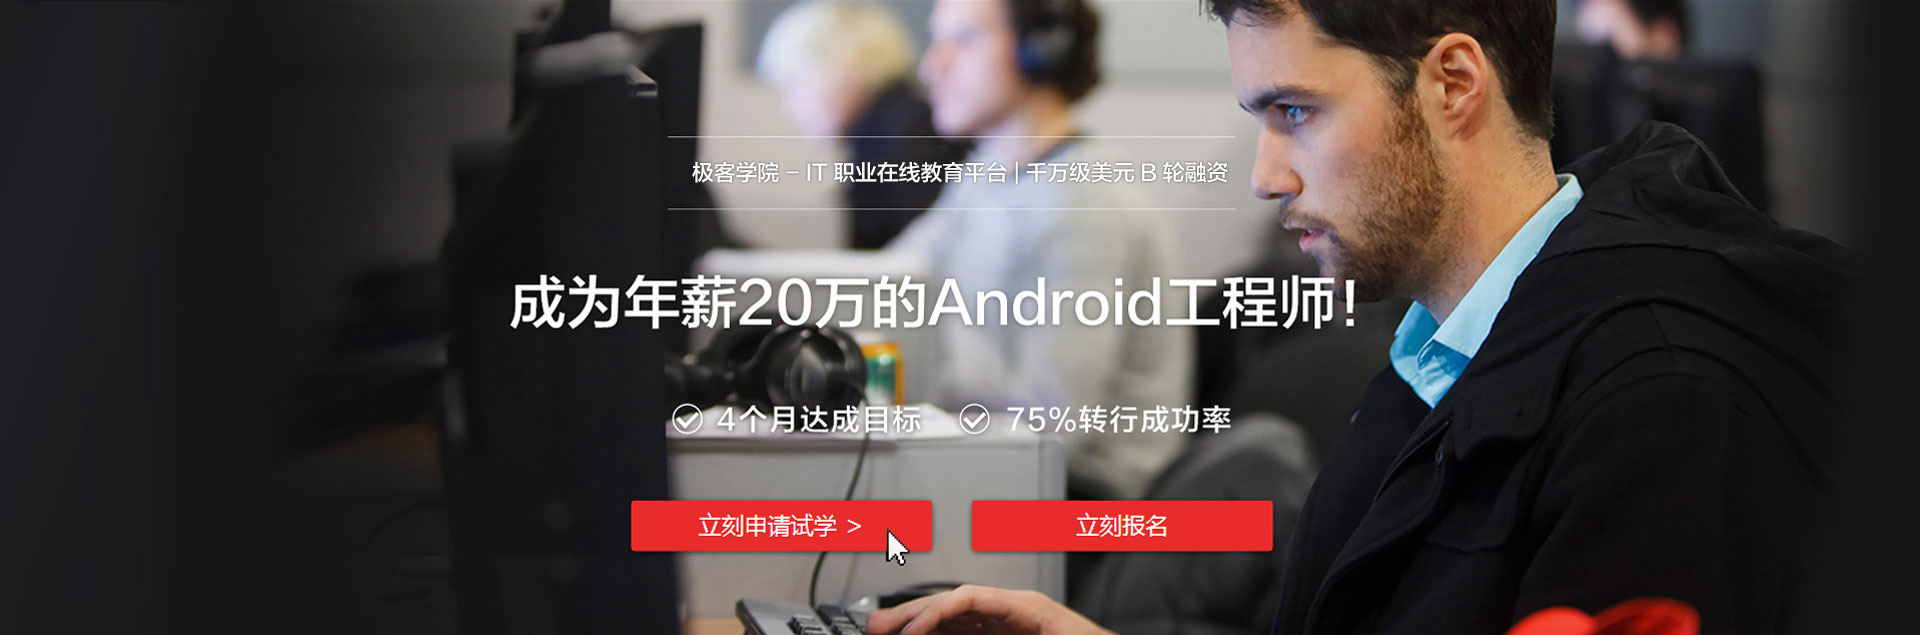 极客学院 – IT 职业在线教育平台 | 千万级美元 B 轮融资
成为年薪20万的Android工程师！
4个月达成目标 75%转行成功率
立刻申请试学 > 立刻报名